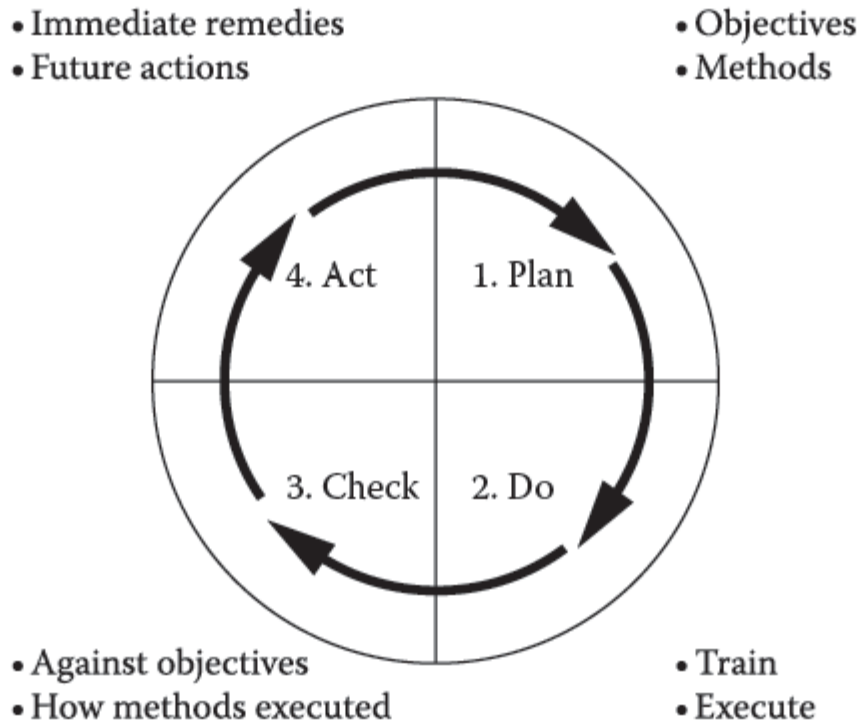 • Immediate remedies
• Future actions
• Objectives
• Methods
4. Act
1. Plan
3. Check
2. Do
• Against objectives
• How methods executed
• Train
• Execute